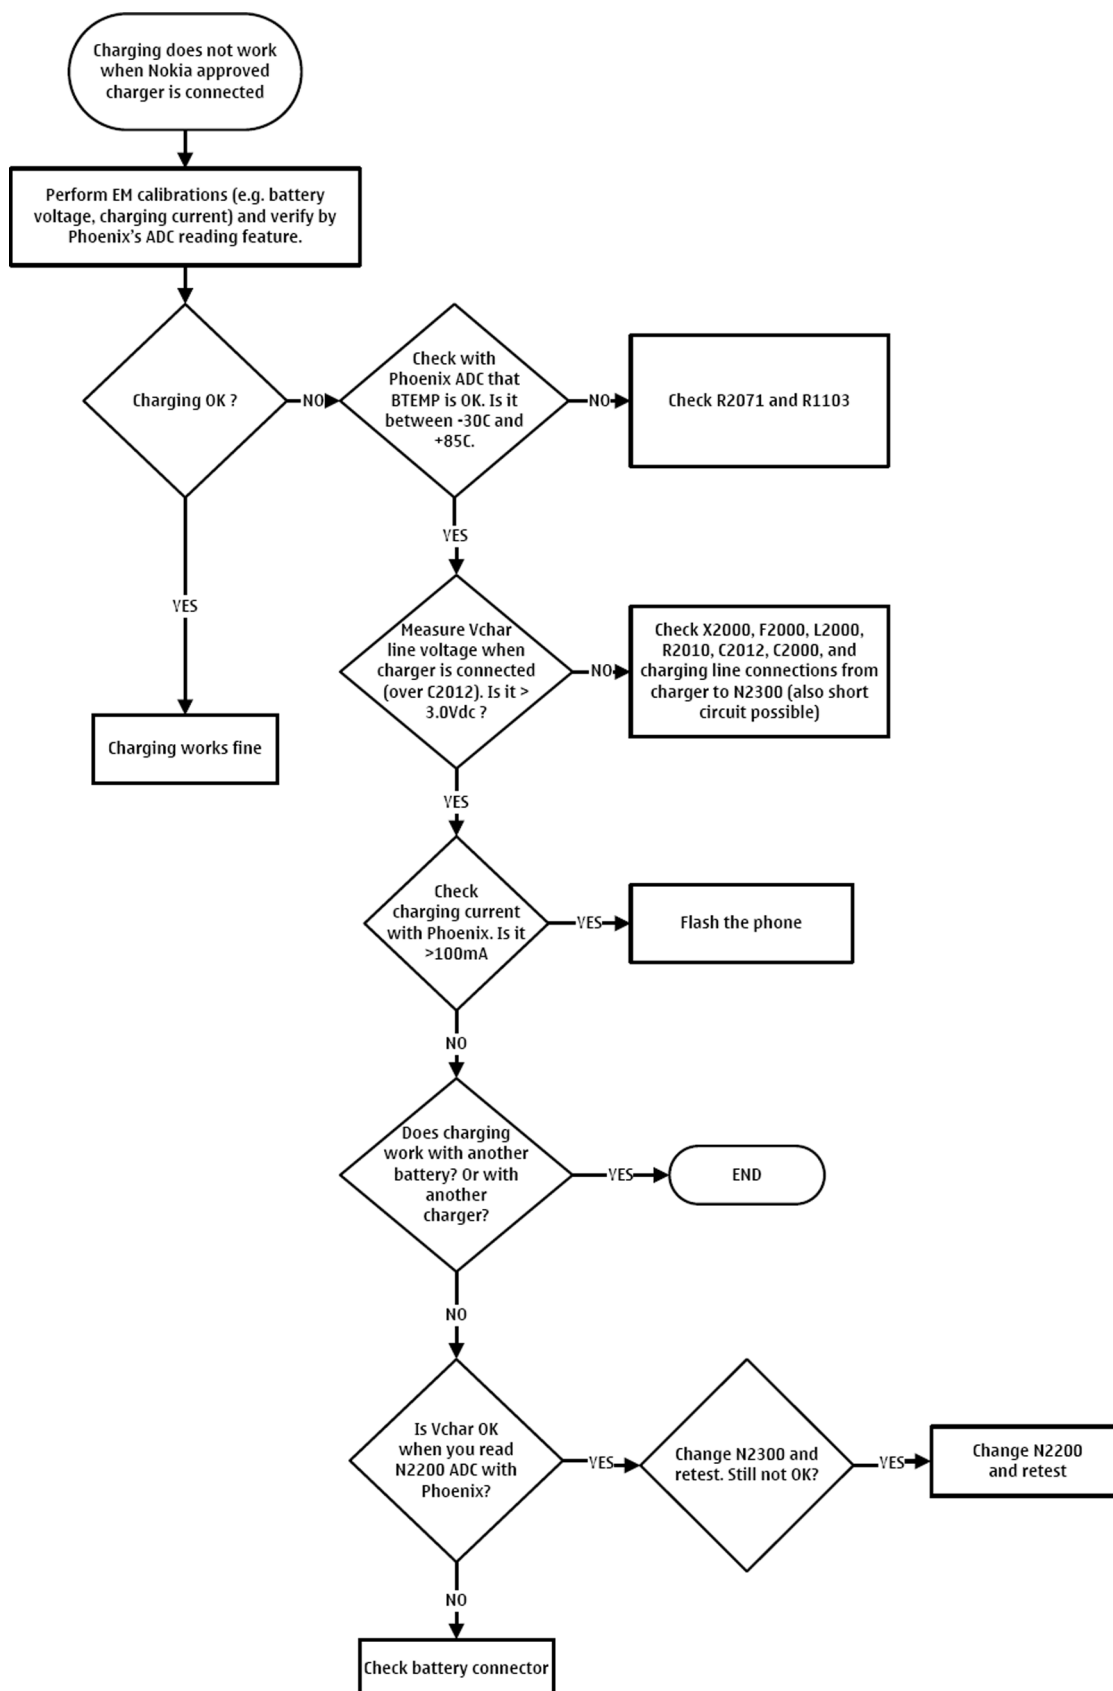 Charging does not work
when Nokia approved
charger is connected
Perform EM calibrations (e.g. battery
voltage, charging current) and verify by
Phoenix's ADC reading feature.
Charging OK ?
NO
Check with
Phoenix ADC that
BTEMP is OK. Is it
between -30C and
+85C.
NO
Check R2071 and R1103
YES
YES
Measure Vchar
line voltage when
charger is connected
(over C2012). Is it >
3.0Vdc ?
NO
Check X2000, F2000, L2000,
R2010, C2012, C2000, and
charging line connections from
charger to N2300 (also short
circuit possible)
Charging works fine
YES
Check
charging current
with Phoenix. Is it
>100mA
YES
Flash the phone
NO
Does charging
work with another
battery? Or with
another
charger?
YES
END
NO
Is Vchar OK
when you read
N2200 ADC with
Phoenix?
YES
Change N2300 and
retest. Still not OK?
YES
Change N2200
and retest
NO
Check battery connector